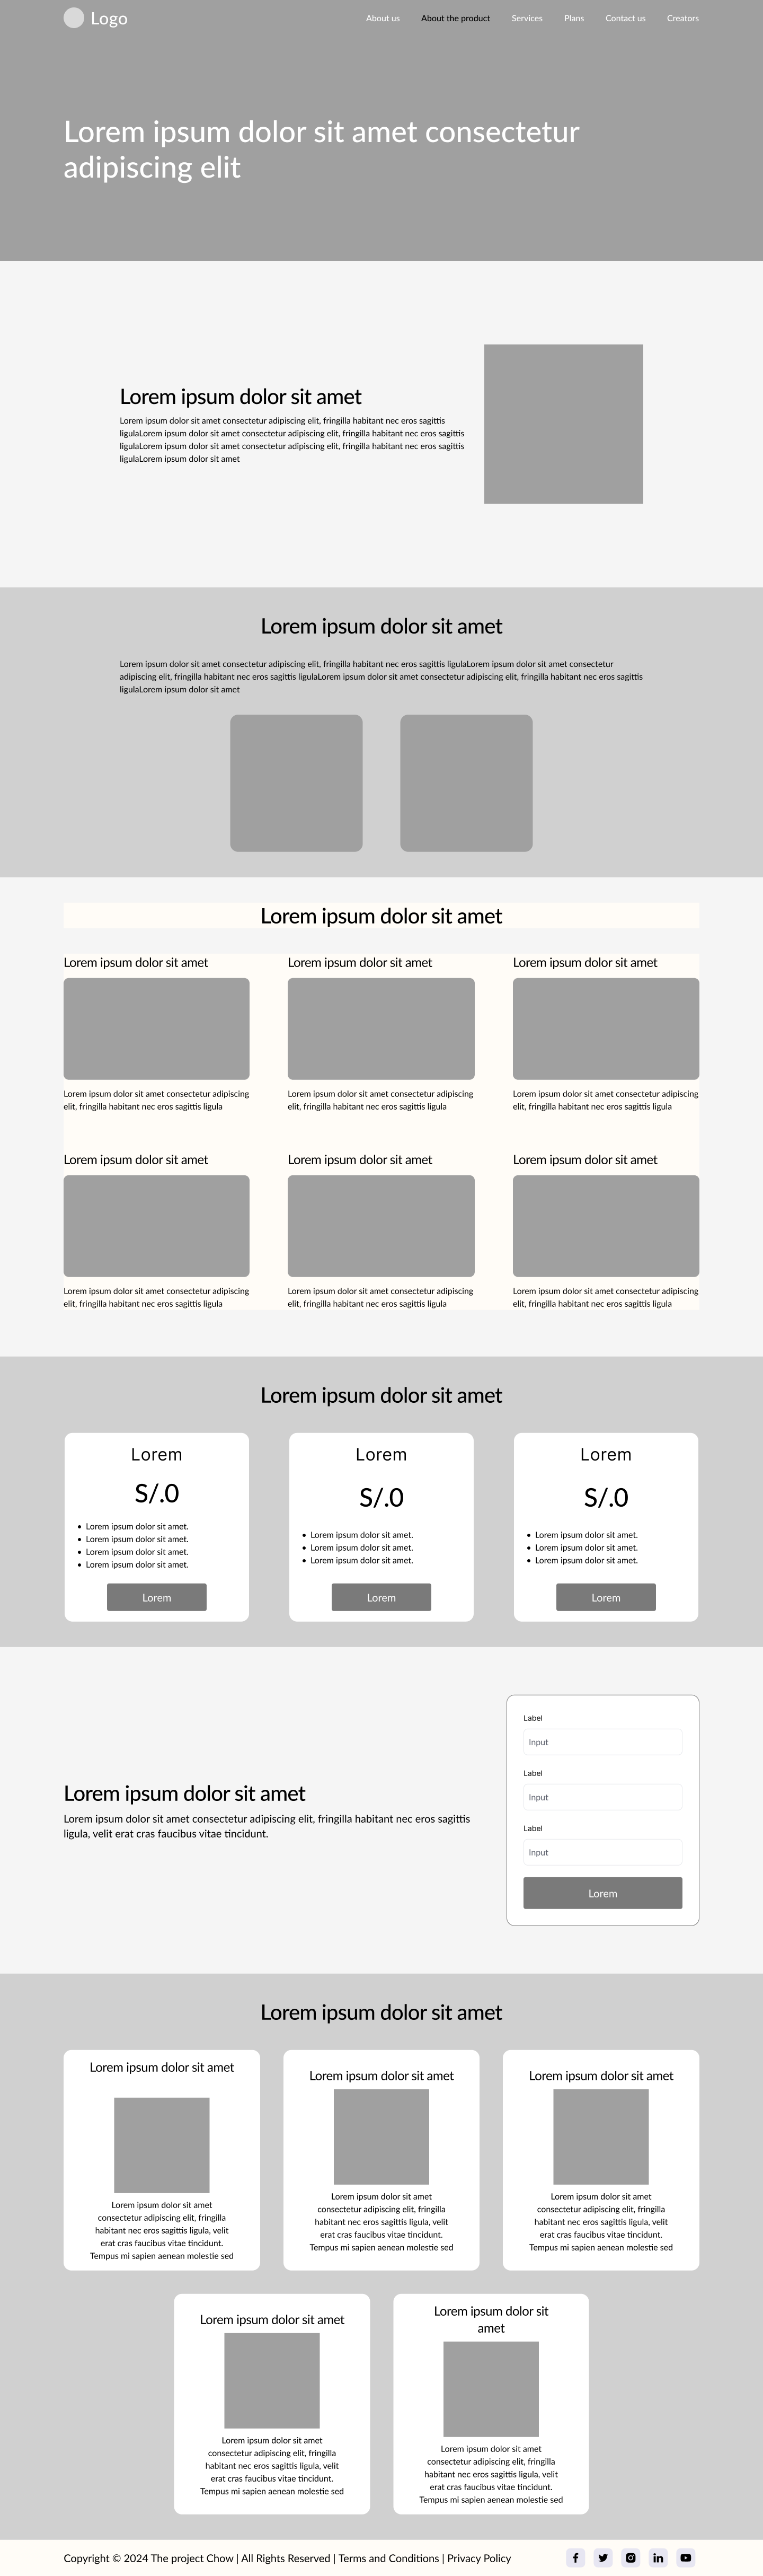 Logo
About us
About the product
Services
Plans
Contact us
Creators
Lorem ipsum dolor sit amet consectetur
adipiscing elit
Lorem ipsum dolor sit amet
Lorem ipsum dolor sit amet consectetur adipiscing elit, fringilla habitant nec eros sagittis
ligulaLorem ipsum dolor sit amet consectetur adipiscing elit, fringilla habitant nec eros sagittis
ligulaLorem ipsum dolor sit amet consectetur adipiscing elit, fringilla habitant nec eros sagittis
ligulaLorem ipsum dolor sit amet
Lorem ipsum dolor sit amet
Lorem ipsum dolor sit amet consectetur adipiscing elit, fringilla habitant nec eros sagittis ligulaLorem ipsum dolor sit amet consectetur
adipiscing elit, fringilla habitant nec eros sagittis ligulaLorem ipsum dolor sit amet consectetur adipiscing elit, fringilla habitant nec eros sagittis
ligulaLorem ipsum dolor sit amet
Lorem ipsum dolor sit amet
Lorem ipsum dolor sit amet
Lorem ipsum dolor sit amet consectetur adipiscing
elit, fringilla habitant nec eros sagittis ligula
Lorem ipsum dolor sit amet
Lorem ipsum dolor sit amet consectetur adipiscing
elit, fringilla habitant nec eros sagittis ligula
Lorem ipsum dolor sit amet
Lorem ipsum dolor sit amet consectetur adipiscing
elit, fringilla habitant nec eros sagittis ligula
Lorem ipsum dolor sit amet
Lorem ipsum dolor sit amet consectetur adipiscing
elit, fringilla habitant nec eros sagittis ligula
Lorem ipsum dolor sit amet
Lorem ipsum dolor sit amet consectetur adipiscing
elit, fringilla habitant nec eros sagittis ligula
Lorem ipsum dolor sit amet
Lorem ipsum dolor sit amet consectetur adipiscing
elit, fringilla habitant nec eros sagittis ligula
Lorem ipsum dolor sit amet
Lorem
S/.0
• Lorem ipsum dolor sit amet.
• Lorem ipsum dolor sit amet.
• Lorem ipsum dolor sit amet.
• Lorem ipsum dolor sit amet.
Lorem
Lorem
S/.0
• Lorem ipsum dolor sit amet.
• Lorem ipsum dolor sit amet.
• Lorem ipsum dolor sit amet.
Lorem
Lorem
S/.0
• Lorem ipsum dolor sit amet.
• Lorem ipsum dolor sit amet.
• Lorem ipsum dolor sit amet.
Lorem
Lorem ipsum dolor sit amet
Lorem ipsum dolor sit amet consectetur adipiscing elit, fringilla habitant nec eros sagittis
ligula, velit erat cras faucibus vitae tincidunt.
Label
Input
Label
Input
Label
Input
Lorem
Lorem ipsum dolor sit amet
Lorem ipsum dolor sit amet
Lorem ipsum dolor sit amet
consectetur adipiscing elit, fringilla
habitant nec eros sagittis ligula, velit
erat cras faucibus vitae tincidunt.
Tempus mi sapien aenean molestie sed
Lorem ipsum dolor sit amet
Lorem ipsum dolor sit amet
consectetur adipiscing elit, fringilla
habitant nec eros sagittis ligula, velit
erat cras faucibus vitae tincidunt.
Tempus mi sapien aenean molestie sed
Lorem ipsum dolor sit amet
Lorem ipsum dolor sit amet
consectetur adipiscing elit, fringilla
habitant nec eros sagittis ligula, velit
erat cras faucibus vitae tincidunt.
Tempus mi sapien aenean molestie sed
Lorem ipsum dolor sit amet
Lorem ipsum dolor sit amet
consectetur adipiscing elit, fringilla
habitant nec eros sagittis ligula, velit
erat cras faucibus vitae tincidunt.
Tempus mi sapien aenean molestie sed
Lorem ipsum dolor sit
amet
Lorem ipsum dolor sit amet
consectetur adipiscing elit, fringilla
habitant nec eros sagittis ligula, velit
erat cras faucibus vitae tincidunt.
Tempus mi sapien aenean molestie sed
Copyright © 2024 The project Chow | All Rights Reserved | Terms and Conditions | Privacy Policy